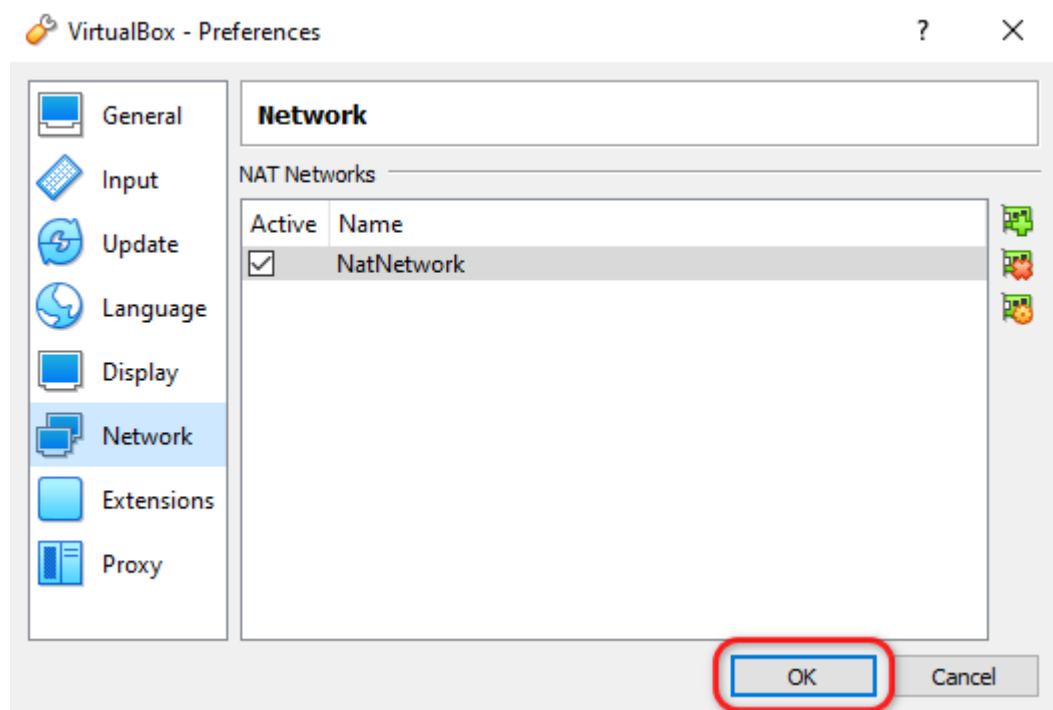 VirtualBox - Preferences
?
General
Network
Input
NAT Networks
Active Name
Update
NatNetwork
Language
Display
Network
Extensions
Proxy
OK
Cancel